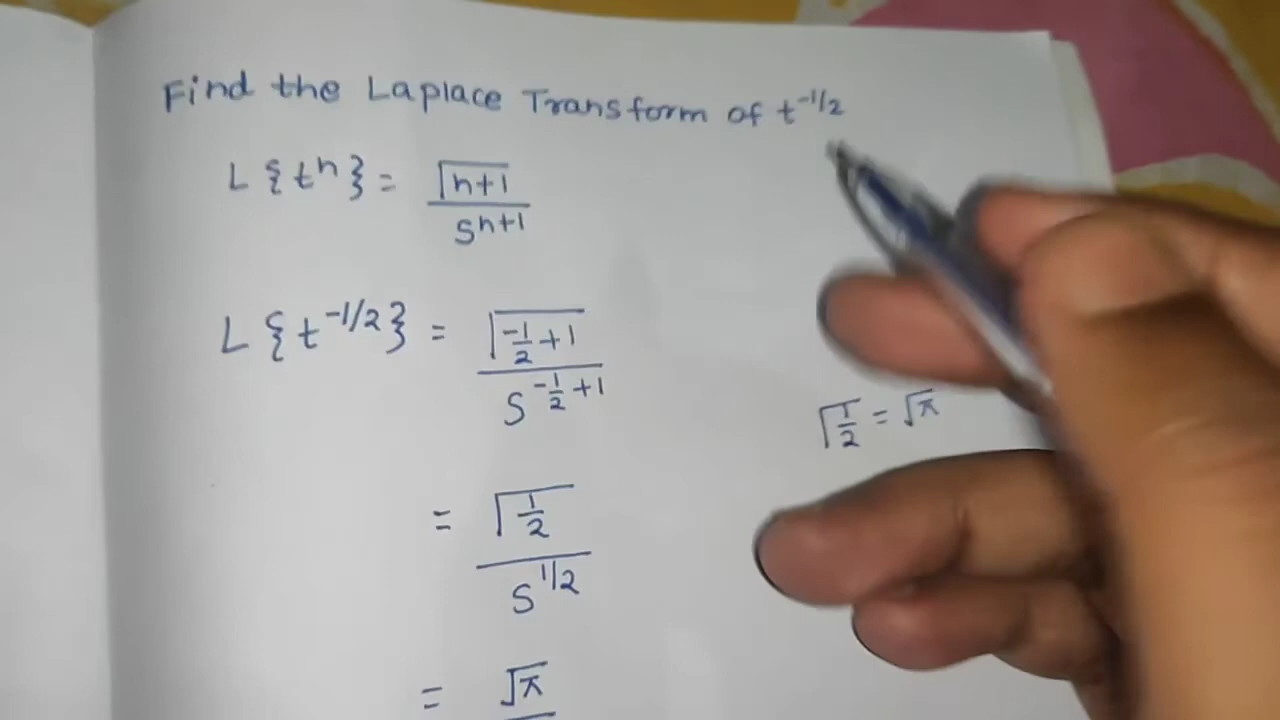 Find the Laplace Transform of t^{-1/2}
L{t^n} = Γ(n+1) / s^{n+1}
L{t^{-1/2}} = Γ(-1/2+1) / s^{-1/2+1}
Γ(1/2) = √π
= Γ(1/2) / s^{1/2}
= √π